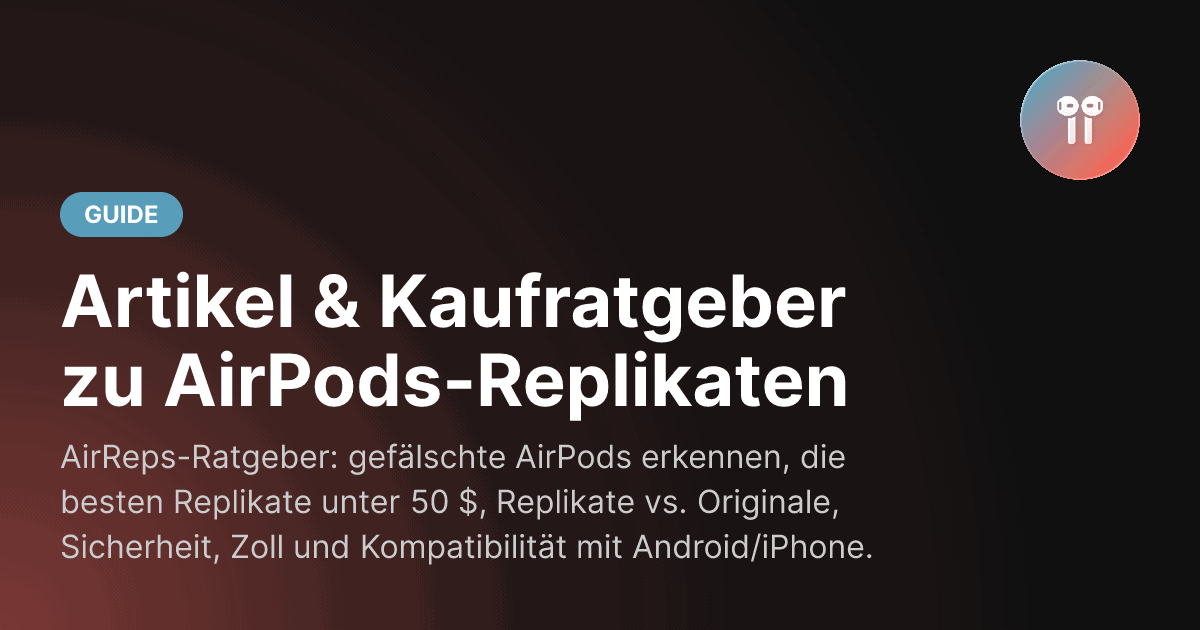 GUIDE
Artikel & Kaufratgeber
zu AirPods-Replikaten
AirReps-Ratgeber: gefälschte AirPods erkennen, die
besten Replikate unter 50 $, Replikate vs. Originale,
Sicherheit, Zoll und Kompatibilität mit Android/iPhone.